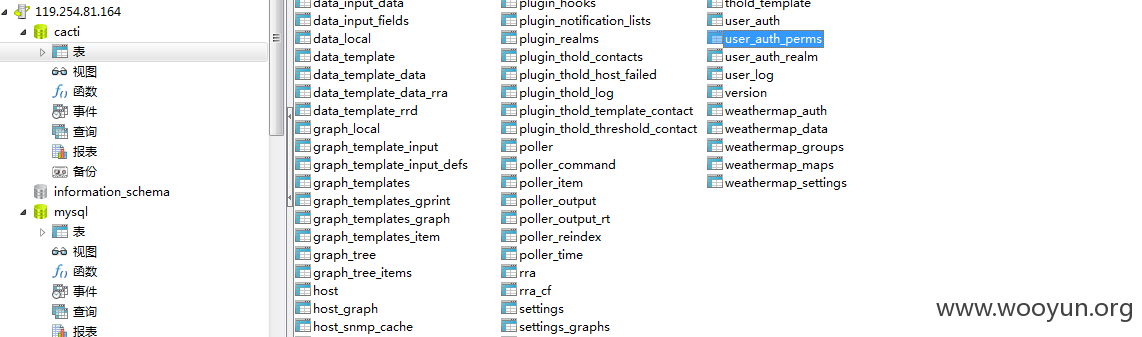 119.254.81.164
cacti
表
视图
函数
事件
查询
报表
备份
information_schema
mysql
表
视图
函数
事件
查询
报表
data_input_data
data_input_fields
data_local
data_template
data_template_data
data_template_data_rra
data_template_rrd
graph_local
graph_template_input
graph_template_input_defs
graph_templates
graph_templates_gprint
graph_templates_graph
graph_templates_item
graph_tree
graph_tree_items
host
host_graph
host_snmp_cache
plugin_hooks
plugin_notification_lists
plugin_realms
plugin_thold_contacts
plugin_thold_host_failed
plugin_thold_log
plugin_thold_template_contact
plugin_thold_threshold_contact
poller
poller_command
poller_item
poller_output
poller_output_rt
poller_reindex
poller_time
rra
rra_cf
settings
settings_graphs
thold_template
user_auth
user_auth_perms
user_auth_realm
user_log
version
weathermap_auth
weathermap_data
weathermap_groups
weathermap_maps
weathermap_settings
www.wooyun.org